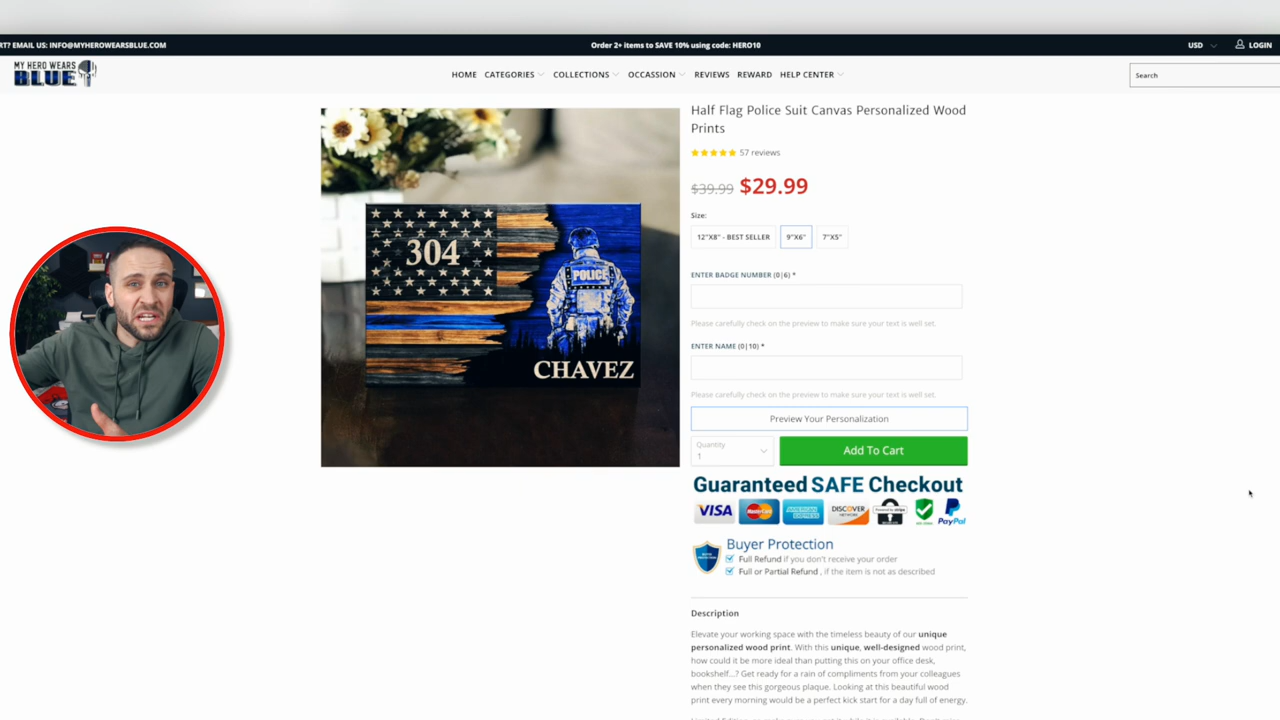 RT? EMAIL US: INFO@MYHEROWEARSBLUE.COM
Order 2+ items to SAVE 10% using code: HERO10
USD
LOGIN
MY HERO WEARS
BLUE
HOME CATEGORIES COLLECTIONS OCCASSION REVIEWS REWARD HELP CENTER
Search
Half Flag Police Suit Canvas Personalized Wood
Prints
57 reviews
$39.99 $29.99
Size:
12"X8" - BEST SELLER 9"X6" 7"X5"
304
POLICE
CHAVEZ
ENTER BADGE NUMBER (0|6) *
Please carefully check on the preview to make sure your text is well set.
ENTER NAME (0|10) *
Please carefully check on the preview to make sure your text is well set.
Preview Your Personalization
Quantity
1
Add To Cart
Guaranteed SAFE Checkout
VISA MasterCard AMERICAN EXPRESS DISCOVER PayPal
Buyer Protection
Full Refund if you don't receive your order
Full or Partial Refund , if the item is not as described
Description
Elevate your working space with the timeless beauty of our unique
personalized wood print. With this unique, well-designed wood print,
how could it be more ideal than putting this on your office desk,
bookshelf...? Get ready for a rain of compliments from your colleagues
when they see this gorgeous plaque. Looking at this beautiful wood
print every morning would be a perfect kick start for a day full of energy.